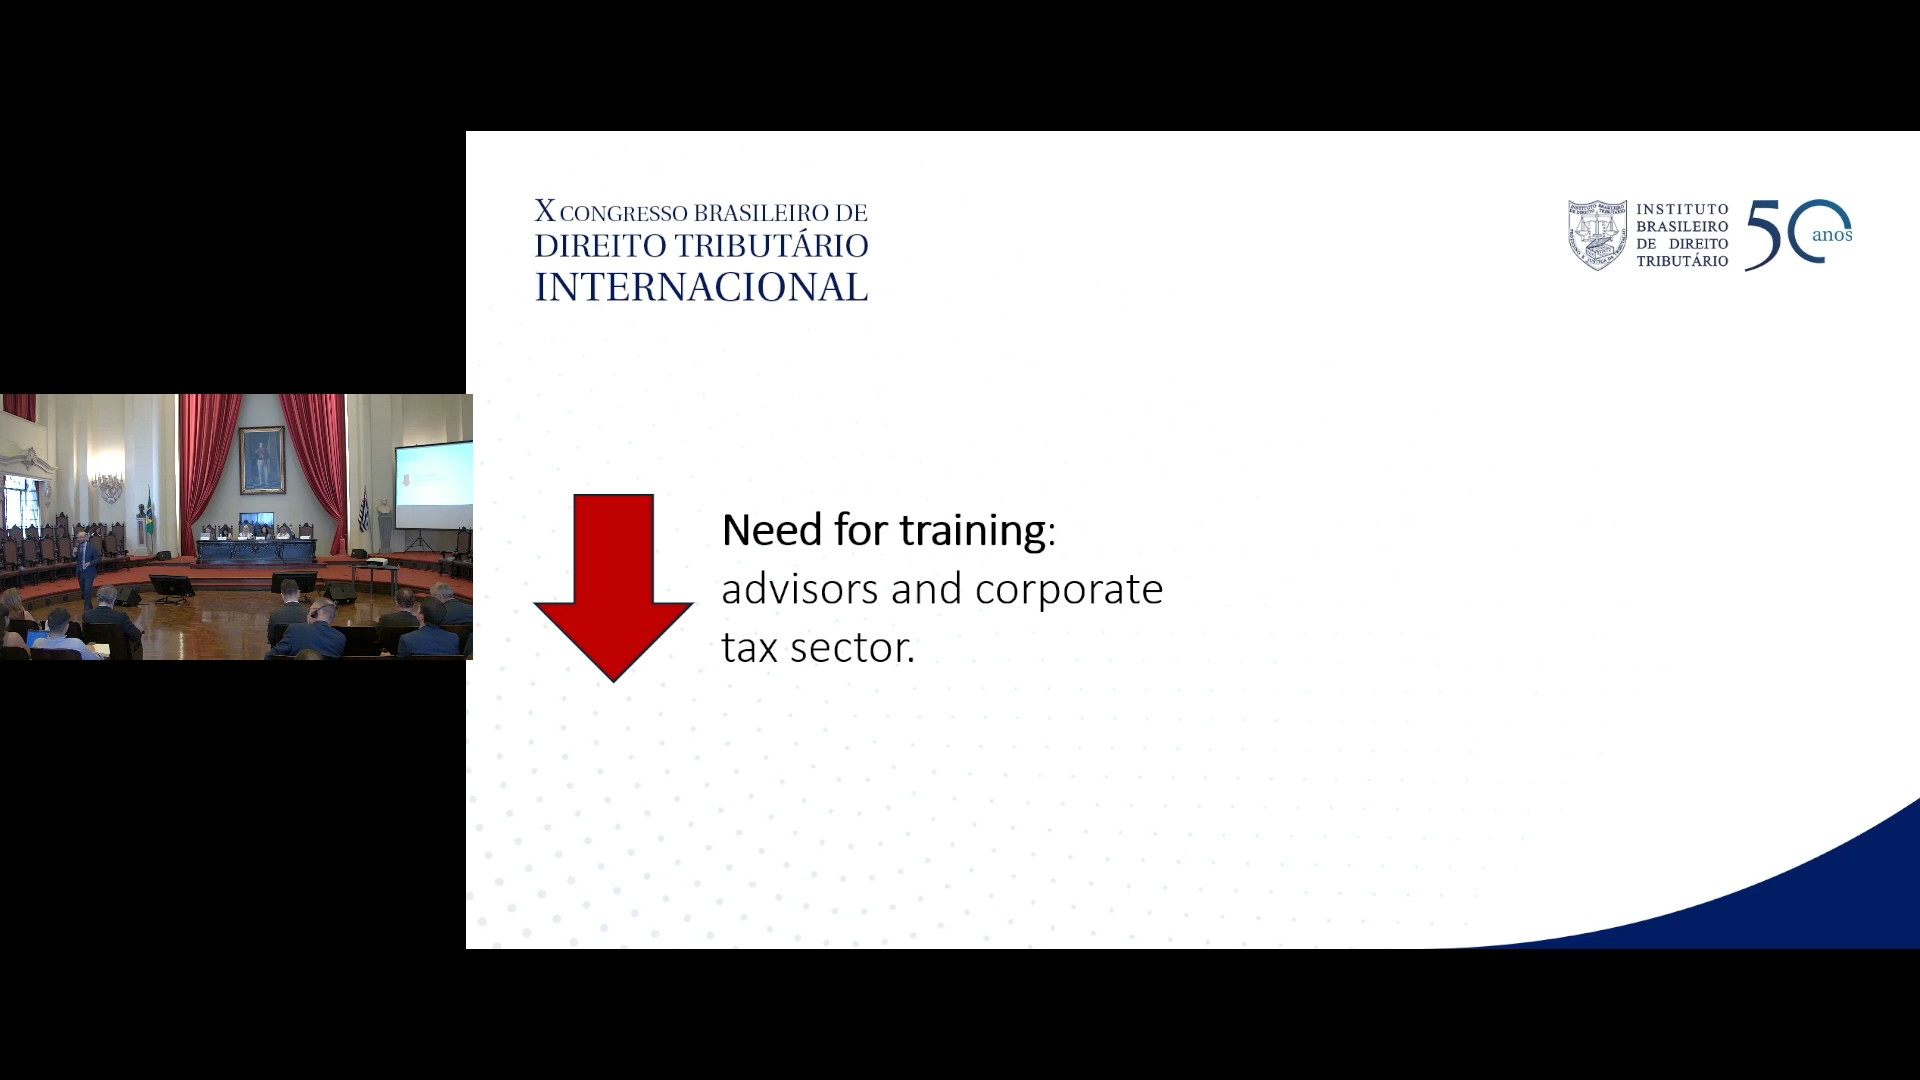 X CONGRESSO BRASILEIRO DE
DIREITO TRIBUTÁRIO
INTERNACIONAL
INSTITUTO
BRASILEIRO
DE DIREITO
TRIBUTÁRIO
50
anos
Need for training:
advisors and corporate
tax sector.